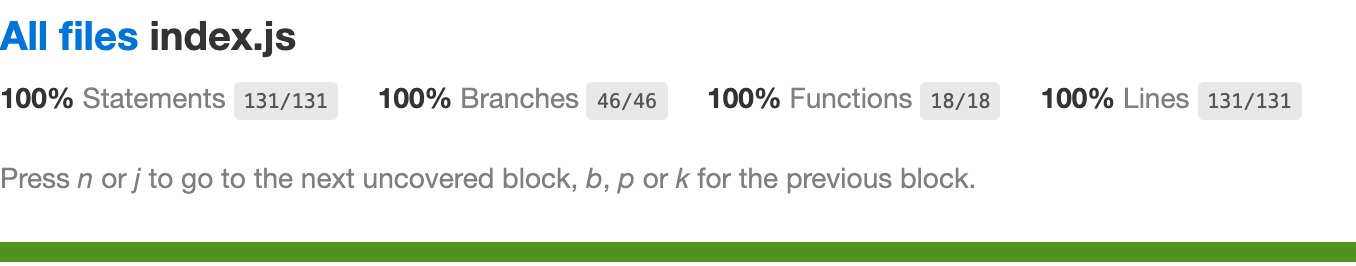 All files index.js
100% Statements 131/131 100% Branches 46/46 100% Functions 18/18 100% Lines 131/131
Press n or j to go to the next uncovered block, b, p or k for the previous block.